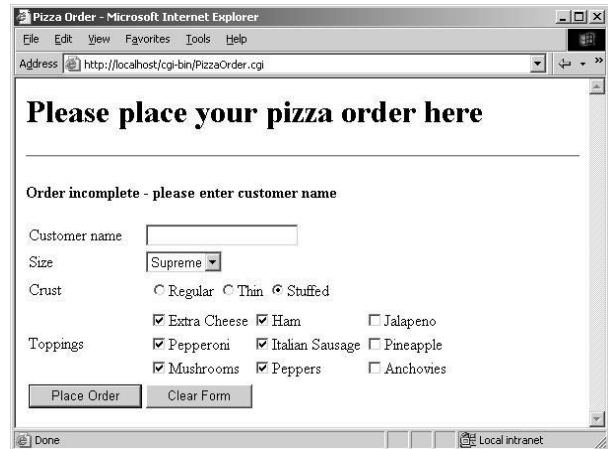 Pizza Order - Microsoft Internet Explorer
File Edit View Favorites Tools Help
Address http://localhost/cgi-bin/PizzaOrder.cgi
Please place your pizza order here
Order incomplete - please enter customer name
Customer name
Size Supreme
Crust Regular Thin Stuffed
Extra Cheese Ham Jalapeno
Toppings Pepperoni Italian Sausage Pineapple
Mushrooms Peppers Anchovies
Place Order Clear Form
Done Local intranet